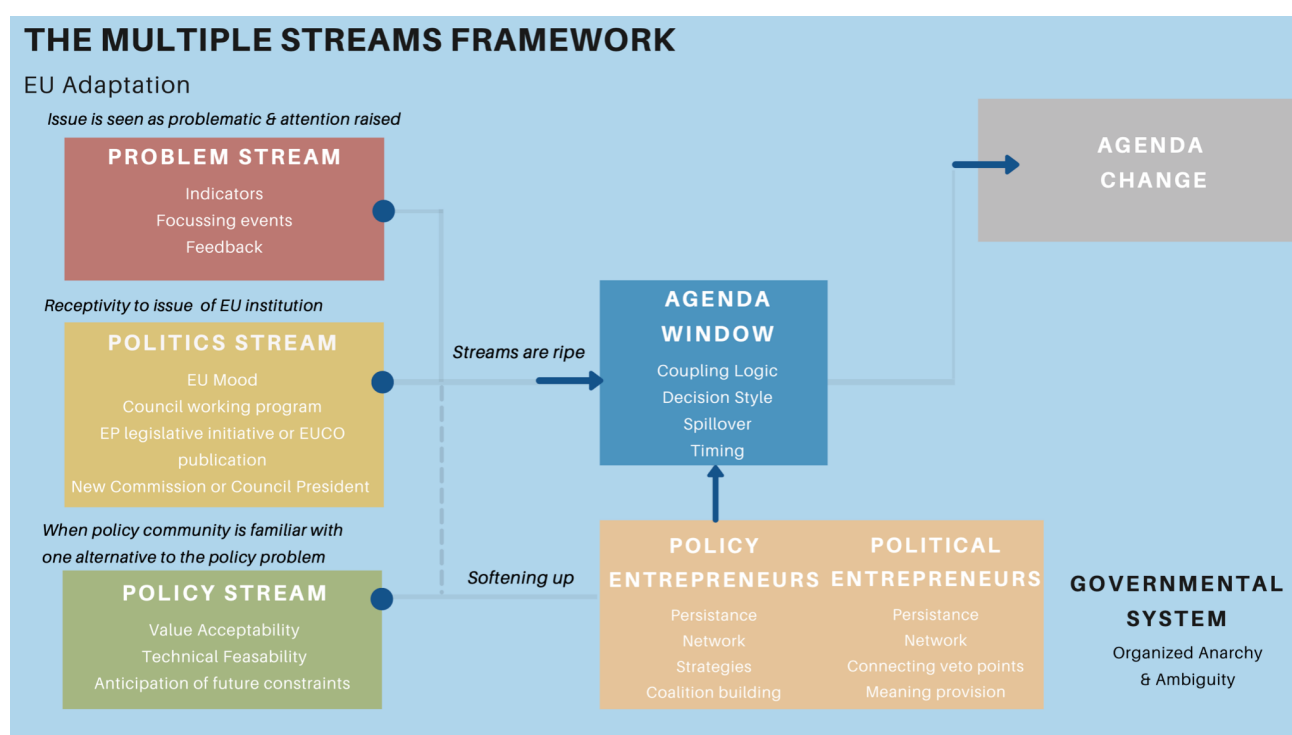 THE MULTIPLE STREAMS FRAMEWORK
EU Adaptation
Issue is seen as problematic & attention raised
PROBLEM STREAM
Indicators
Focussing events
Feedback
Receptivity to issue of EU institution
POLITICS STREAM
EU Mood
Council working program
EP legislative initiative or EUCO
publication
New Commission or Council President
When policy community is familiar with
one alternative to the policy problem
POLICY STREAM
Value Acceptability
Technical Feasability
Anticipation of future constraints
Streams are ripe
Softening up
AGENDA
WINDOW
Coupling Logic
Decision Style
Spillover
Timing
POLICY
ENTREPRENEURS
Persistance
Network
Strategies
Coalition building
POLITICAL
ENTREPRENEURS
Persistance
Network
Connecting veto points
Meaning provision
AGENDA
CHANGE
GOVERNMENTAL
SYSTEM
Organized Anarchy
& Ambiguity